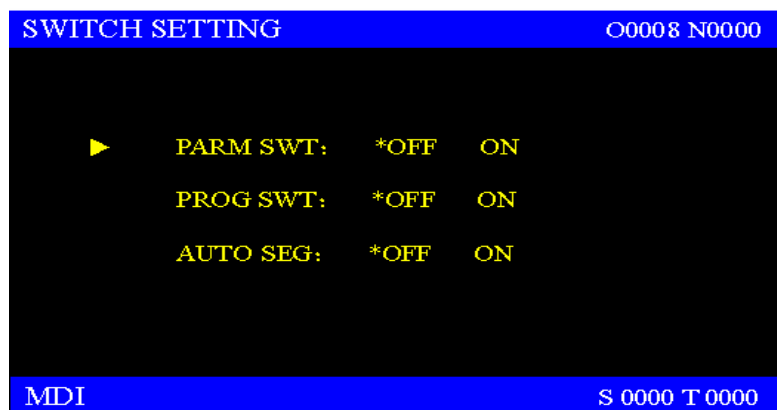 SWITCH SETTING O0008 N0000
PARM SWT: *OFF ON
PROG SWT: *OFF ON
AUTO SEG: *OFF ON
MDI S 0000 T 0000